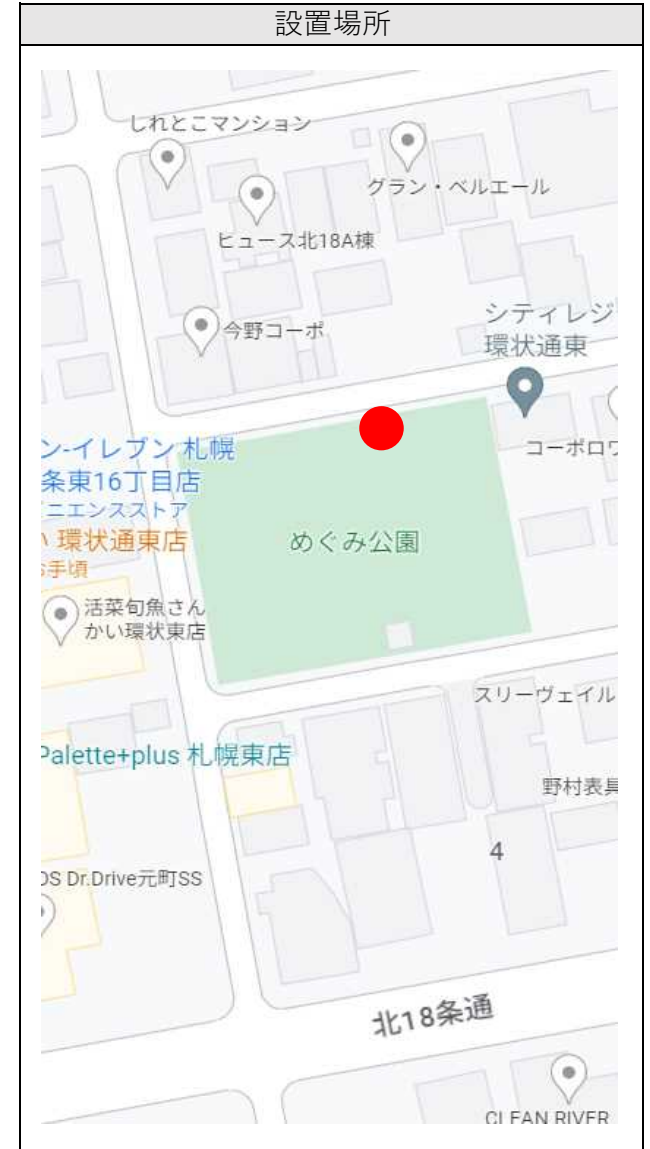 設置場所
しれとこマンション
グラン・ベルエール
ヒュース北18A棟
シティレジ
環状通東
今野コーポ
コーポロワ
ン-イレブン 札幌
条東16丁目店
ニエンスストア
い 環状通東店
お手頃
めぐみ公園
活菜旬魚さん
かい環状東店
スリーヴェイル
Palette+plus 札幌東店
野村表具
4
OS Dr.Drive元町SS
北18条通
CLEAN RIVER